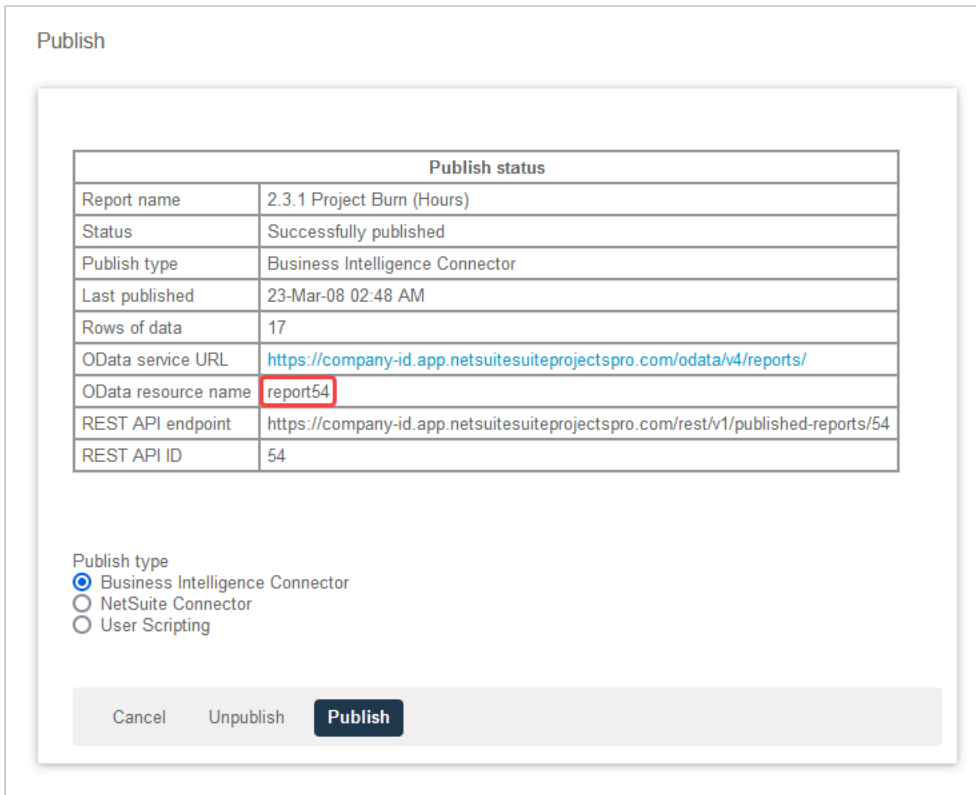 Publish
Publish status
Report name 2.3.1 Project Burn (Hours)
Status Successfully published
Publish type Business Intelligence Connector
Last published 23-Mar-08 02:48 AM
Rows of data 17
OData service URL https://company-id.app.netsuitesuiteprojectspro.com/odata/v4/reports/
OData resource name report54
REST API endpoint https://company-id.app.netsuitesuiteprojectspro.com/rest/v1/published-reports/54
REST API ID 54
Publish type
Business Intelligence Connector
NetSuite Connector
User Scripting
Cancel Unpublish Publish